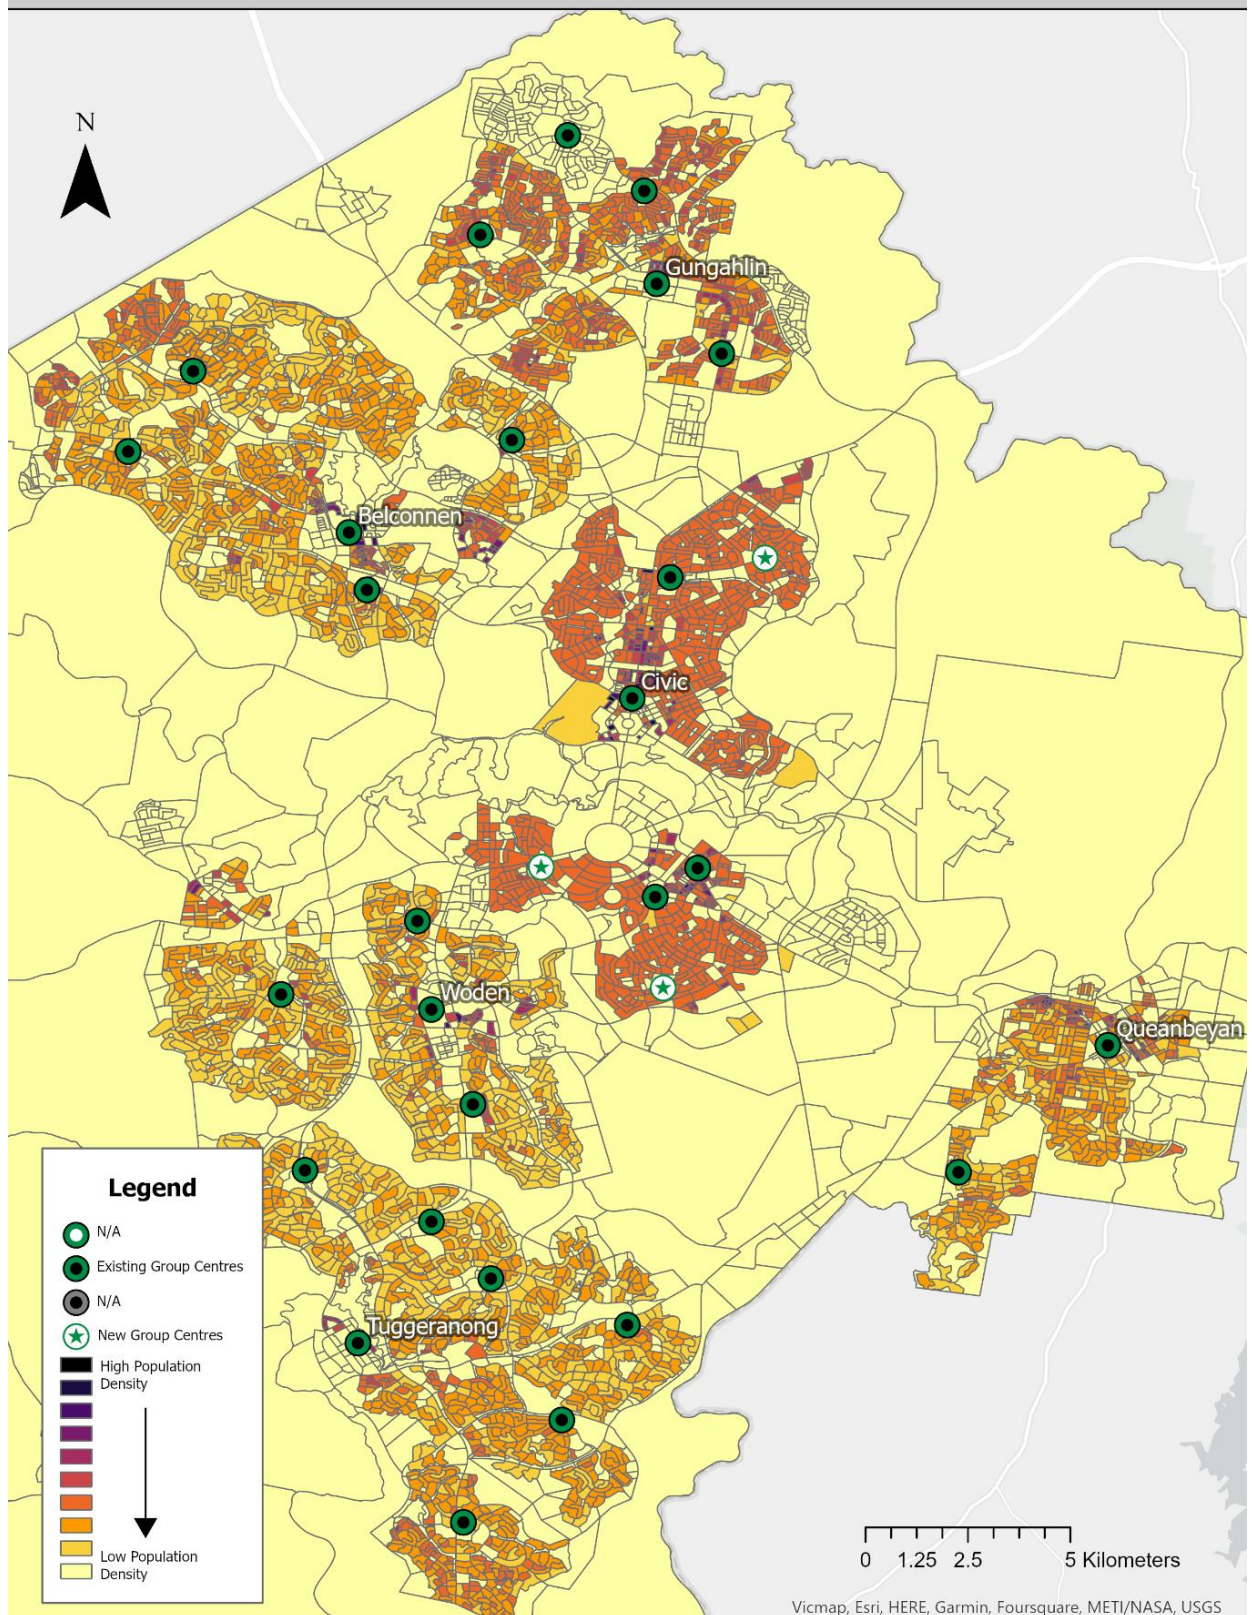 N
Gungahlin
Belconnen
Civic
Woden
Queanbeyan
Tuggeranong
Legend
N/A
Existing Group Centres
N/A
New Group Centres
High Population
Density
Low Population
Density
0 1.25 2.5 5 Kilometers
Vicmap, Esri, HERE, Garmin, Foursquare, METI/NASA, USGS